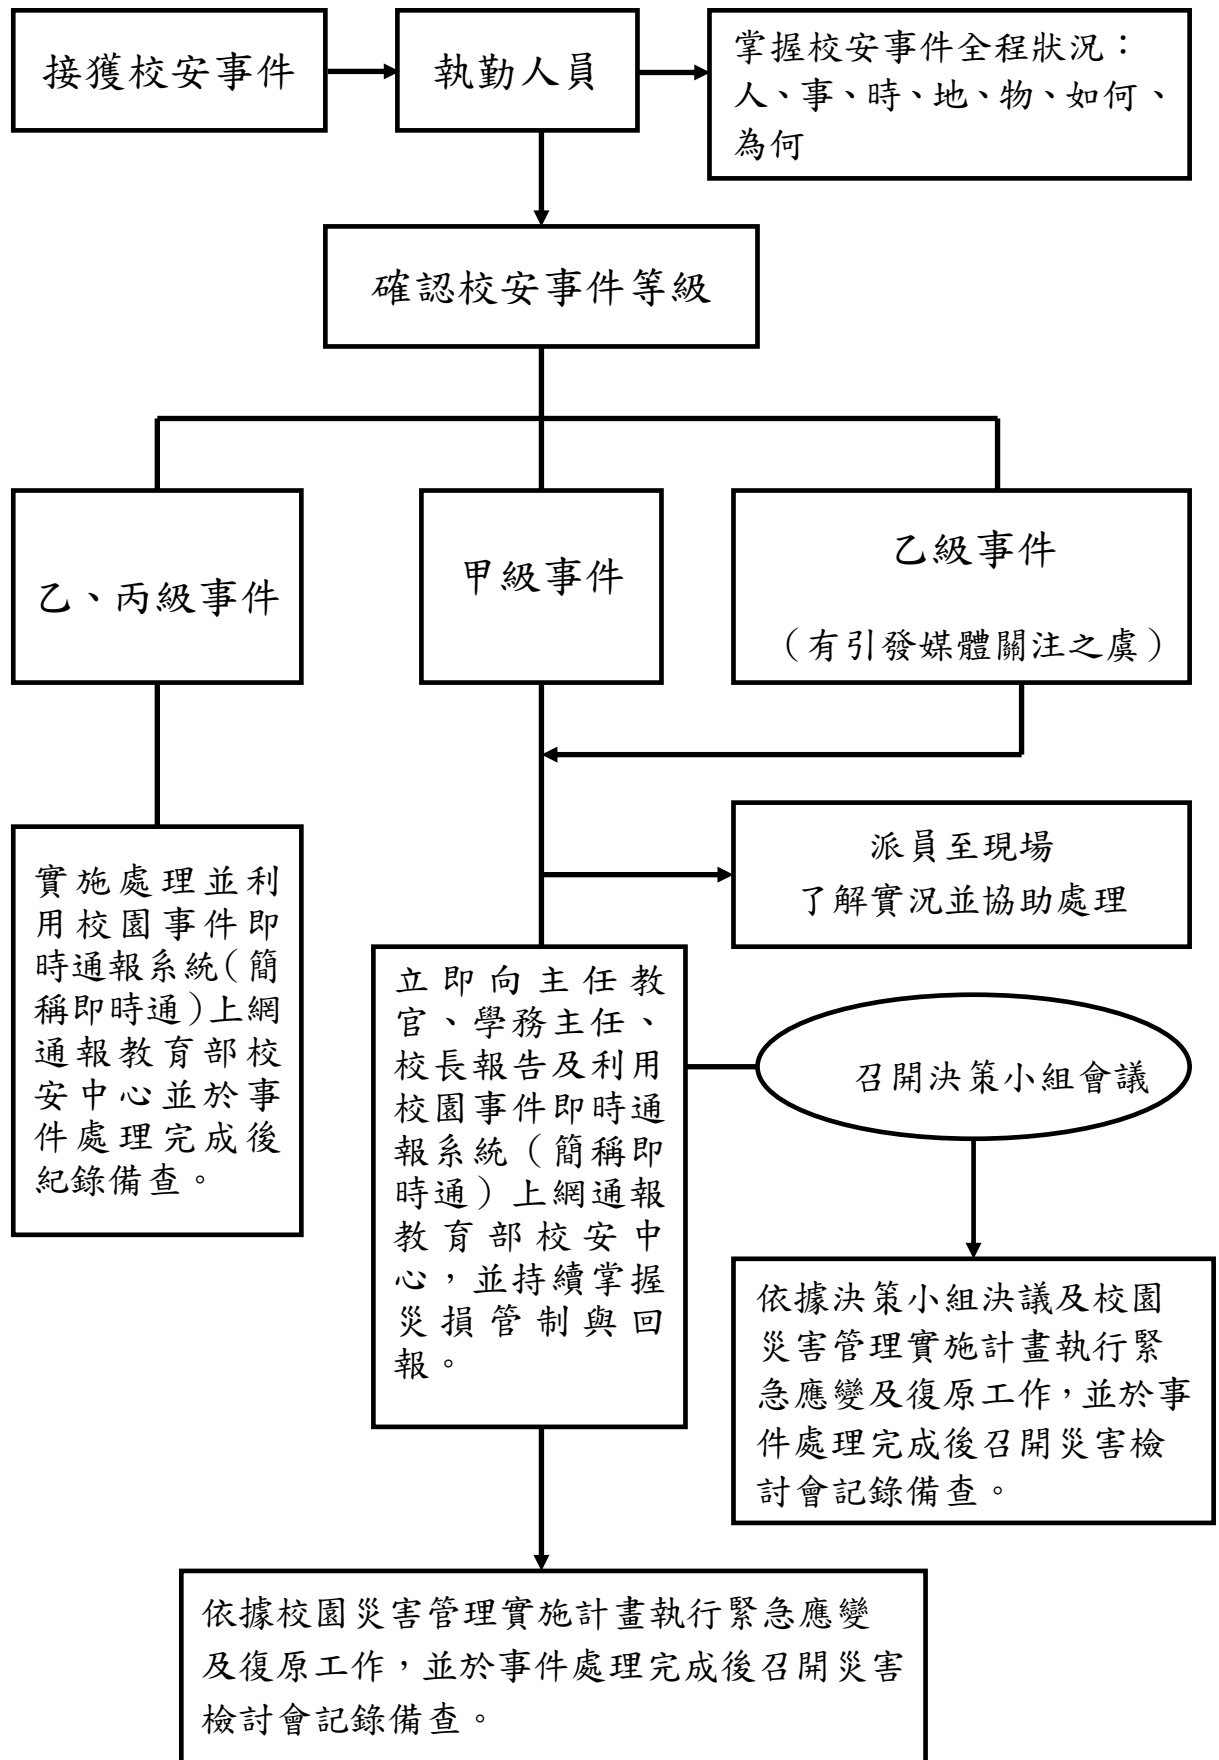 接獲校安事件
執勤人員
掌握校安事件全程狀況：
人、事、時、地、物、如何、
為何
確認校安事件等級
乙、丙級事件
甲級事件
乙級事件
（有引發媒體關注之虞）
派員至現場
了解實況並協助處理
實施處理並利
用校園事件即
時通報系統(簡
稱即時通)上網
通報教育部校
安中心並於事
件處理完成後
紀錄備查。
立即向主任教
官、學務主任、
校長報告及利用
校園事件即時通
報系統（簡稱即
時通）上網通報
教育部校安中
心，並持續掌握
災損管制與回
報。
召開決策小組會議
依據決策小組決議及校園
災害管理實施計畫執行緊
急應變及復原工作，並於事
件處理完成後召開災害檢
討會記錄備查。
依據校園災害管理實施計畫執行緊急應變
及復原工作，並於事件處理完成後召開災害
檢討會記錄備查。